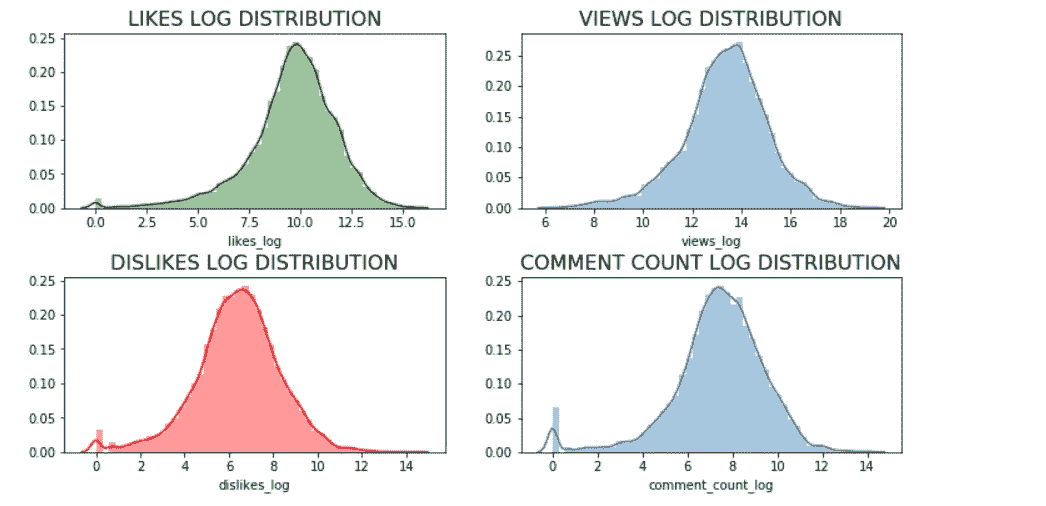 LIKES LOG DISTRIBUTION
0.25
0.20
0.15
0.10
0.05
0.00
0.0 2.5 5.0 7.5 10.0 12.5 15.0
likes_log
VIEWS LOG DISTRIBUTION
0.25
0.20
0.15
0.10
0.05
0.00
6 8 10 12 14 16 18 20
views_log
DISLIKES LOG DISTRIBUTION
0.25
0.20
0.15
0.10
0.05
0.00
0 2 4 6 8 10 12 14
dislikes_log
COMMENT COUNT LOG DISTRIBUTION
0.25
0.20
0.15
0.10
0.05
0.00
0 2 4 6 8 10 12 14
comment_count_log